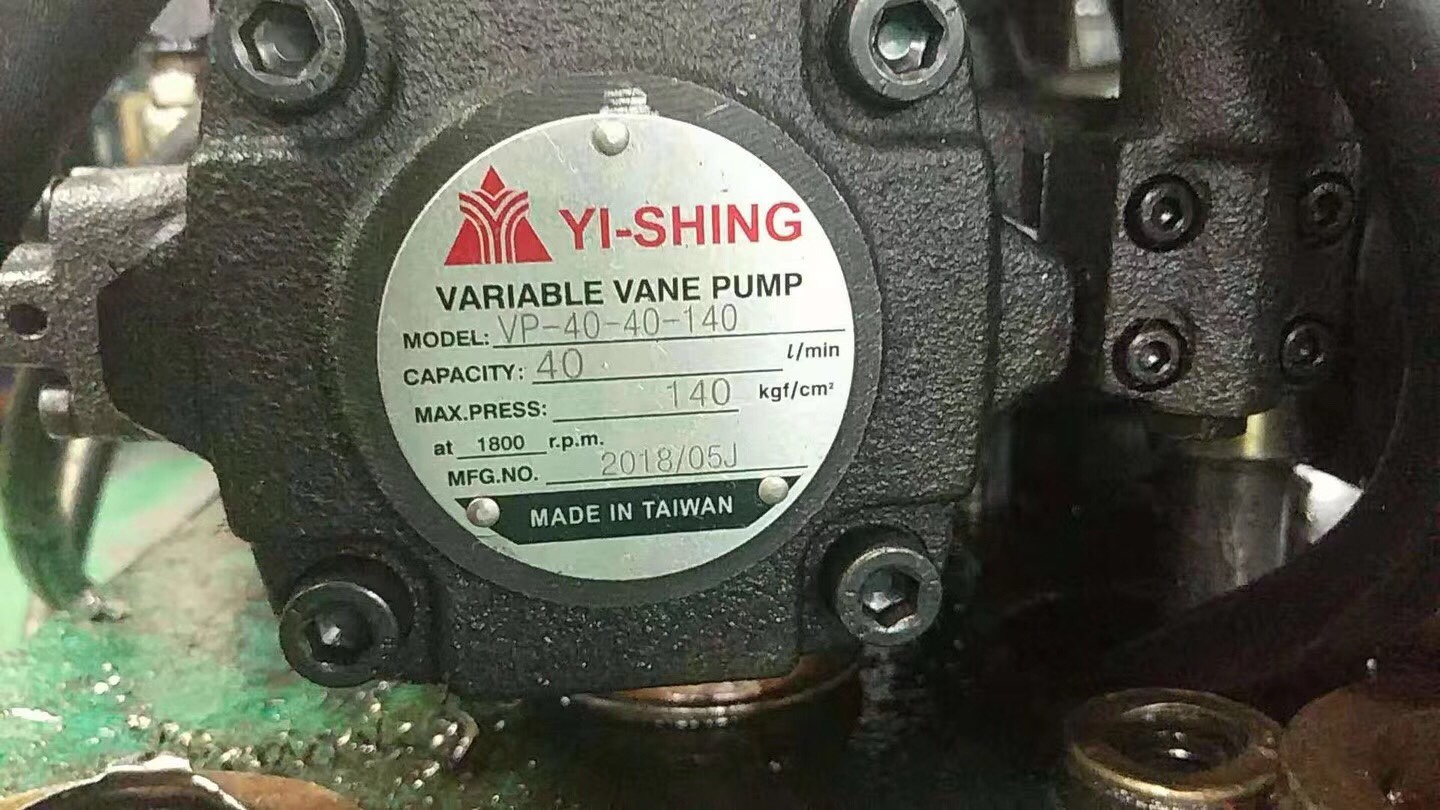 YI-SHING
VARIABLE VANE PUMP
MODEL: VP-40-40-140
CAPACITY: 40 l/min
MAX.PRESS: 140 kgf/cm²
at 1800 r.p.m.
MFG.NO. 2018/05J
MADE IN TAIWAN